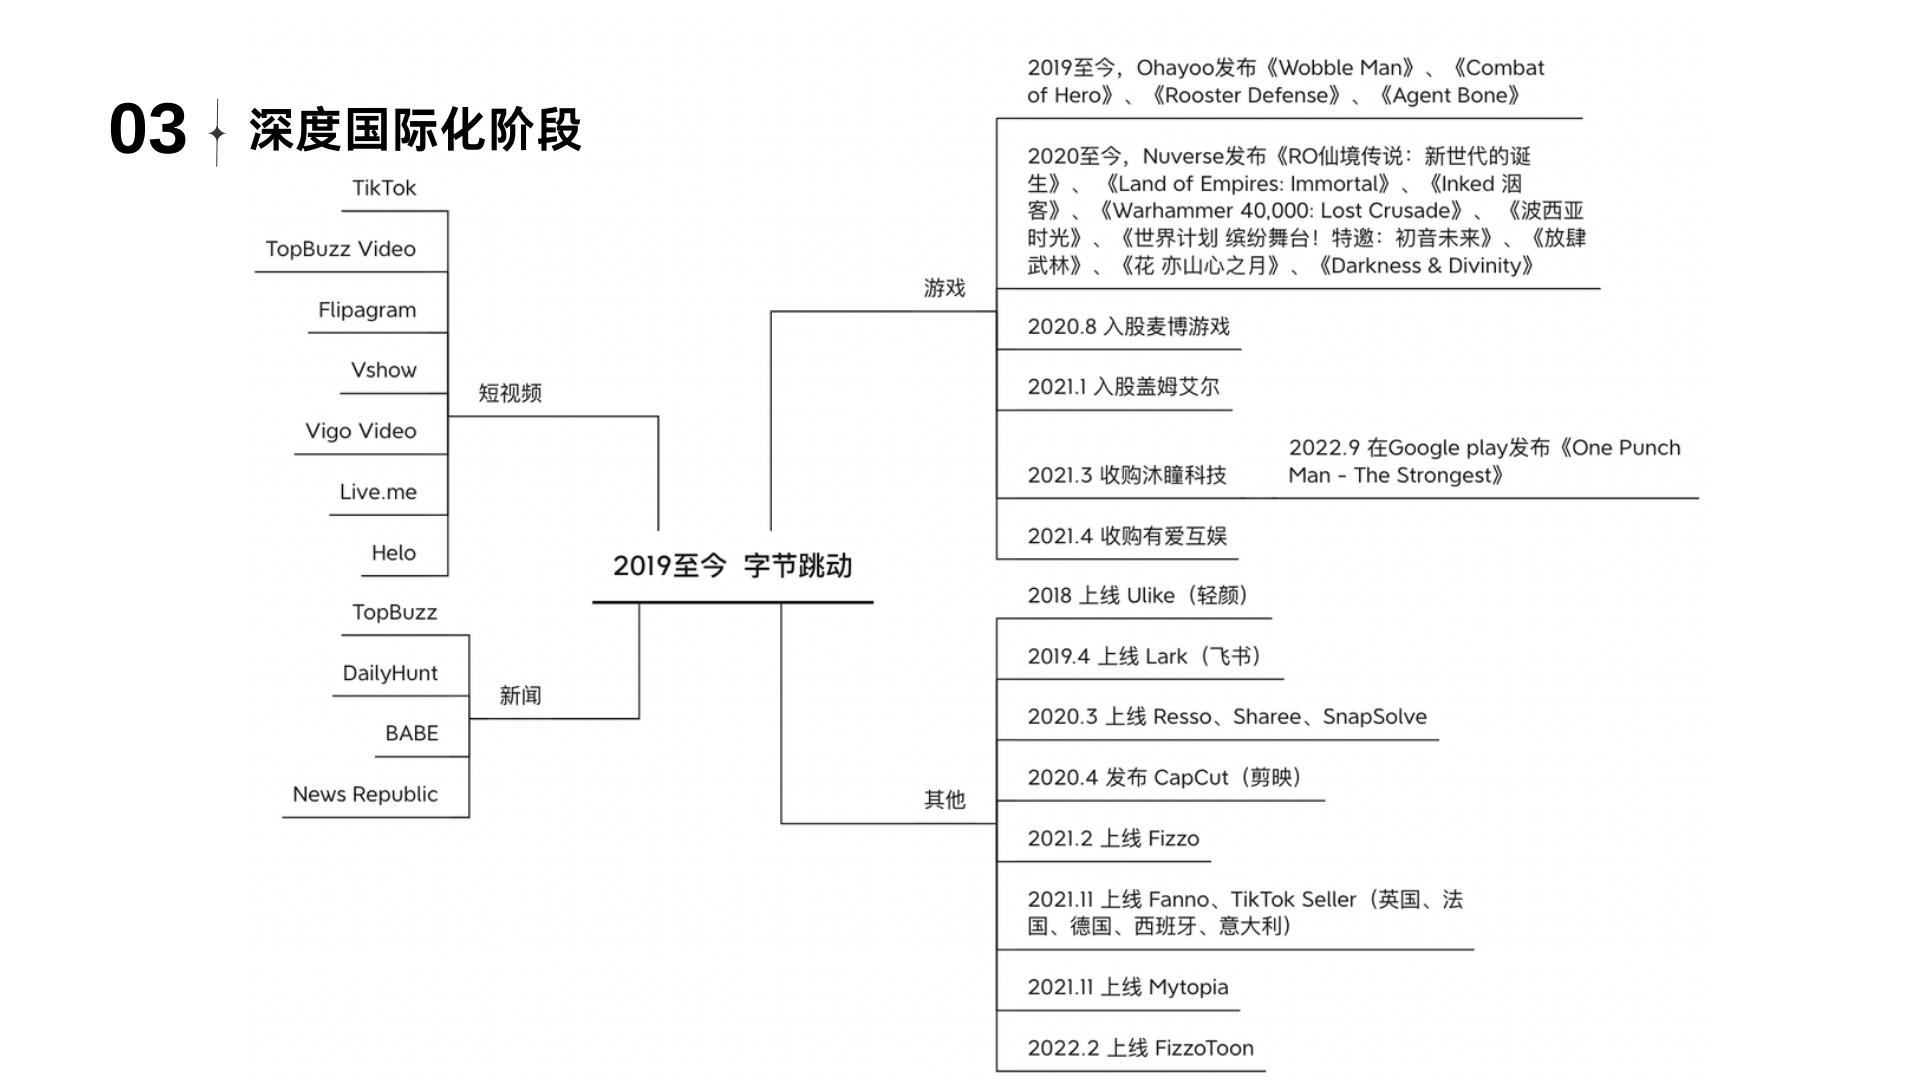 03 深度国际化阶段
TikTok
TopBuzz Video
Flipagram
Vshow
Vigo Video
Live.me
Helo
短视频
TopBuzz
DailyHunt
BABE
News Republic
新闻
2019至今 字节跳动
游戏
2019至今，Ohayoo发布《Wobble Man》、《Combat
of Hero》、《Rooster Defense》、《Agent Bone》
2020至今，Nuverse发布《RO仙境传说：新世代的诞
生》、 《Land of Empires: Immortal》、《Inked 洇
客》、《Warhammer 40,000: Lost Crusade》、 《波西亚
时光》、《世界计划 缤纷舞台！特邀：初音未来》、《放肆
武林》、《花 亦山心之月》、《Darkness & Divinity》
2020.8 入股麦博游戏
2021.1 入股盖姆艾尔
2021.3 收购沐瞳科技
2022.9 在Google play发布《One Punch
Man - The Strongest》
2021.4 收购有爱互娱
其他
2018 上线 Ulike（轻颜）
2019.4 上线 Lark（飞书）
2020.3 上线 Resso、Sharee、SnapSolve
2020.4 发布 CapCut（剪映）
2021.2 上线 Fizzo
2021.11 上线 Fanno、TikTok Seller（英国、法
国、德国、西班牙、意大利）
2021.11 上线 Mytopia
2022.2 上线 FizzoToon